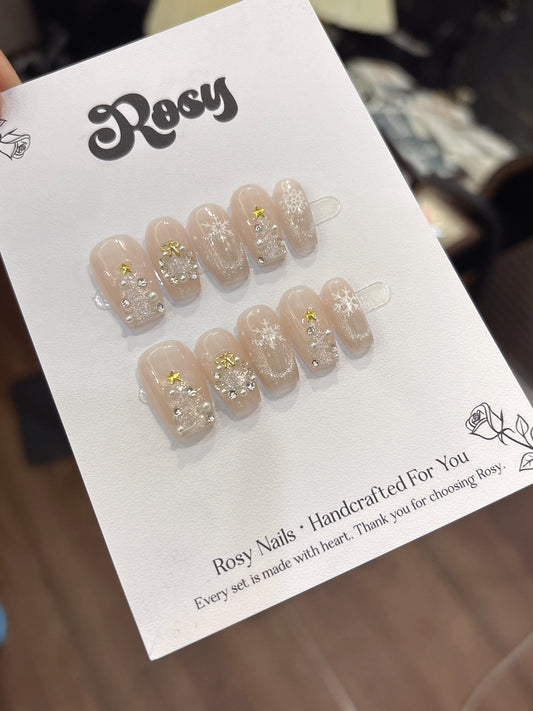 Rosy
Rosy Nails · Handcrafted For You
Every set is made with heart. Thank you for choosing Rosy.